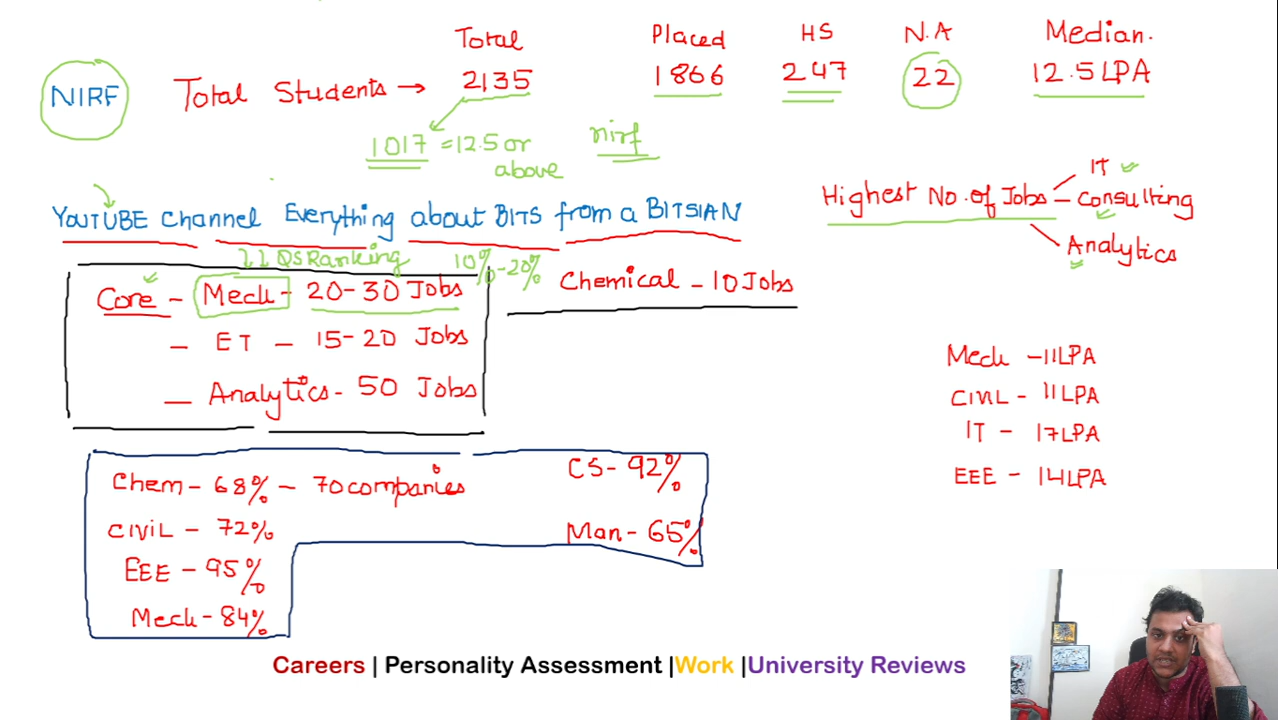 Total Placed HS N.A Median.
NIRF Total Students → 2135 1866 247 22 12.5LPA
1017 = 12.5 or above nirf
Highest No. of Jobs - IT
Consulting
Analytics
YouTUBE Channel Everything about BITS from a BITSIAN
↓↓ QS Ranking 10% - 20%
Core - Mech - 20-30 Jobs Chemical - 10 Jobs
- ET - 15-20 Jobs
- Analytics - 50 Jobs
Mech - 11LPA
CIVIL - 11LPA
IT - 17LPA
EEE - 14LPA
Chem - 68% - 70 companies CS - 92%
CIVIL - 72% Man - 65%
EEE - 95%
Mech - 84%
Careers | Personality Assessment |Work |University Reviews